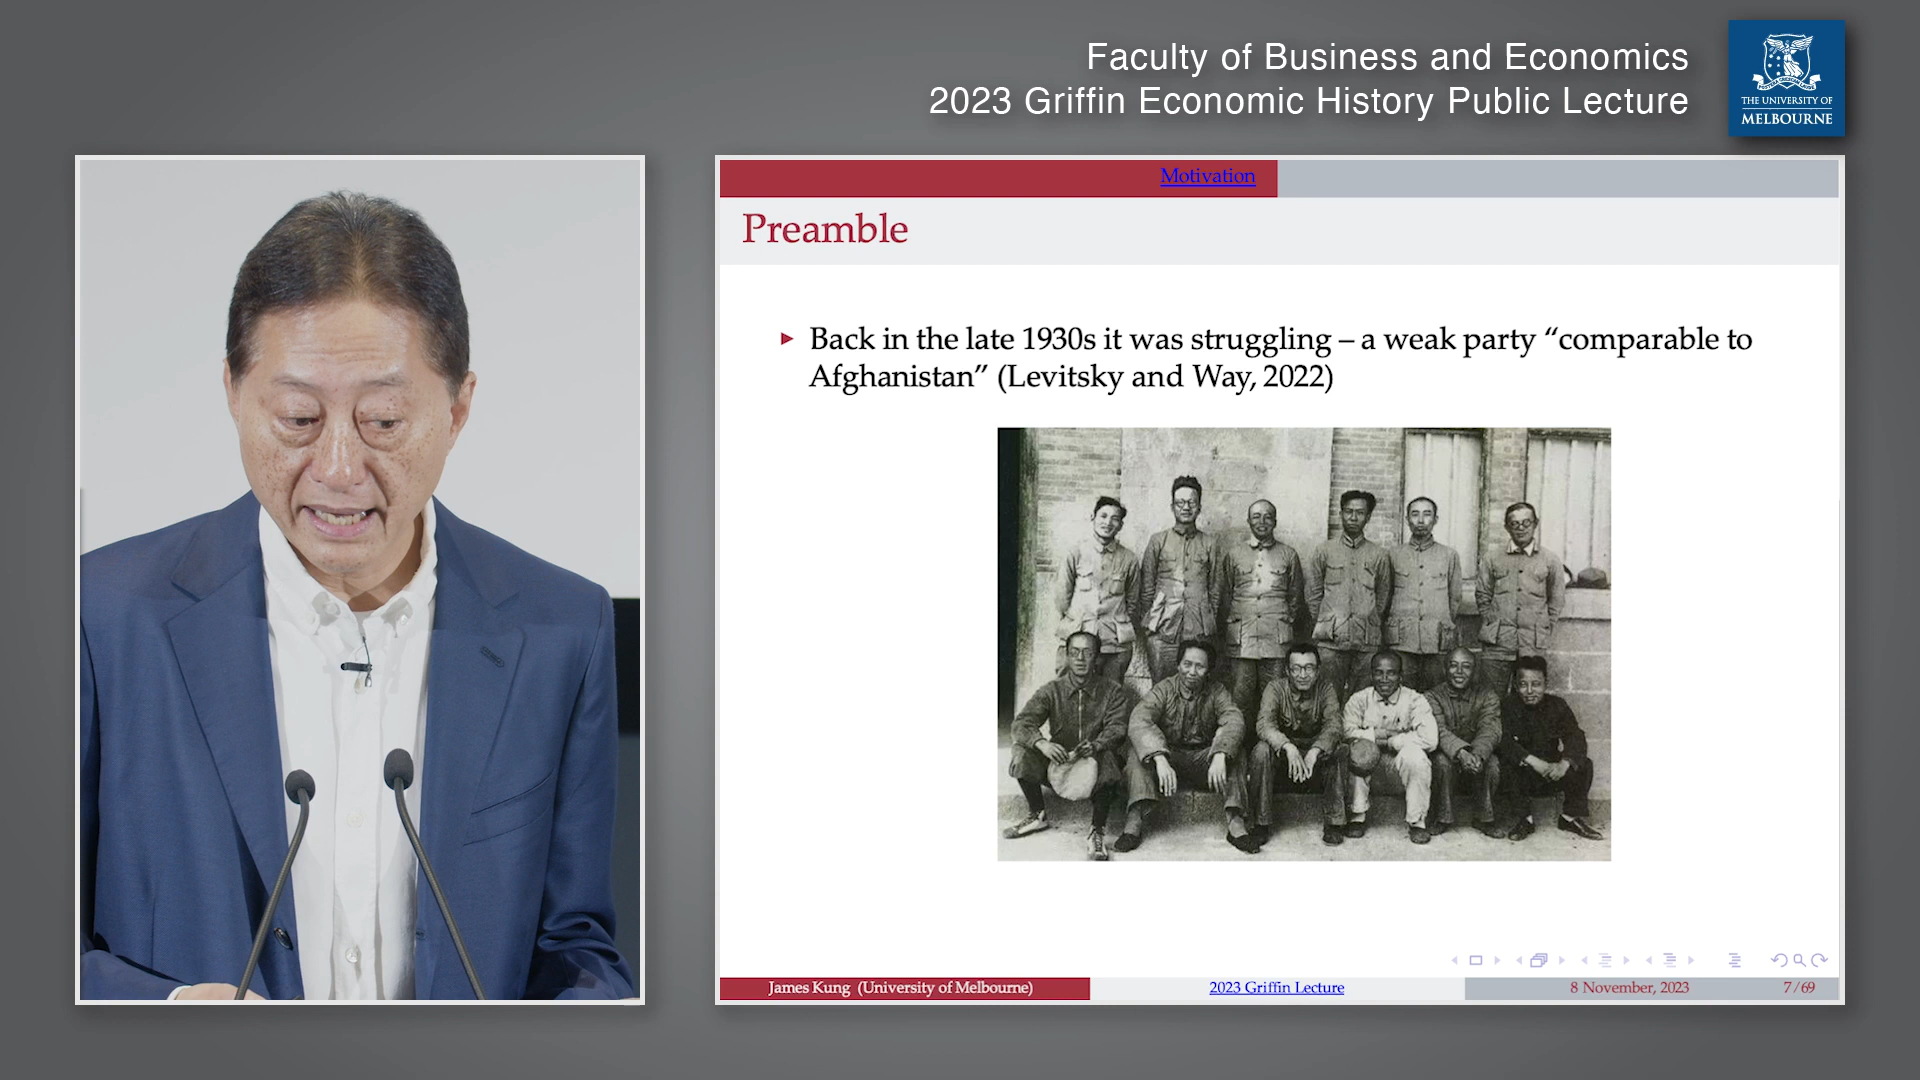 Faculty of Business and Economics
2023 Griffin Economic History Public Lecture
THE UNIVERSITY OF
MELBOURNE
Motivation
Preamble
Back in the late 1930s it was struggling – a weak party “comparable to
Afghanistan” (Levitsky and Way, 2022)
James Kung (University of Melbourne)
2023 Griffin Lecture
8 November, 2023
7/69